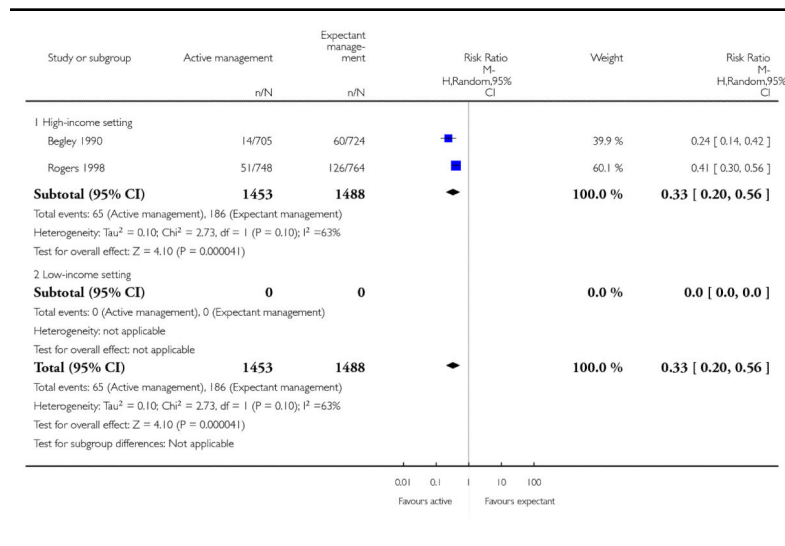 Study or subgroup Active management Expectant manage- ment Risk Ratio Weight Risk Ratio
M- H,Random,95% CI M- H,Random,95% CI
n/N n/N
1 High-income setting
Begley 1990 14/705 60/724 39.9 % 0.24 [ 0.14, 0.42 ]
Rogers 1998 51/748 126/764 60.1 % 0.41 [ 0.30, 0.56 ]
Subtotal (95% CI) 1453 1488 100.0 % 0.33 [ 0.20, 0.56 ]
Total events: 65 (Active management), 186 (Expectant management)
Heterogeneity: Tau² = 0.10; Chi² = 2.73, df = 1 (P = 0.10); I² =63%
Test for overall effect: Z = 4.10 (P = 0.000041)
2 Low-income setting
Subtotal (95% CI) 0 0 0.0 % 0.0 [ 0.0, 0.0 ]
Total events: 0 (Active management), 0 (Expectant management)
Heterogeneity: not applicable
Test for overall effect: not applicable
Total (95% CI) 1453 1488 100.0 % 0.33 [ 0.20, 0.56 ]
Total events: 65 (Active management), 186 (Expectant management)
Heterogeneity: Tau² = 0.10; Chi² = 2.73, df = 1 (P = 0.10); I² =63%
Test for overall effect: Z = 4.10 (P = 0.000041)
Test for subgroup differences: Not applicable
0.01 0.1 1 10 100
Favours active Favours expectant